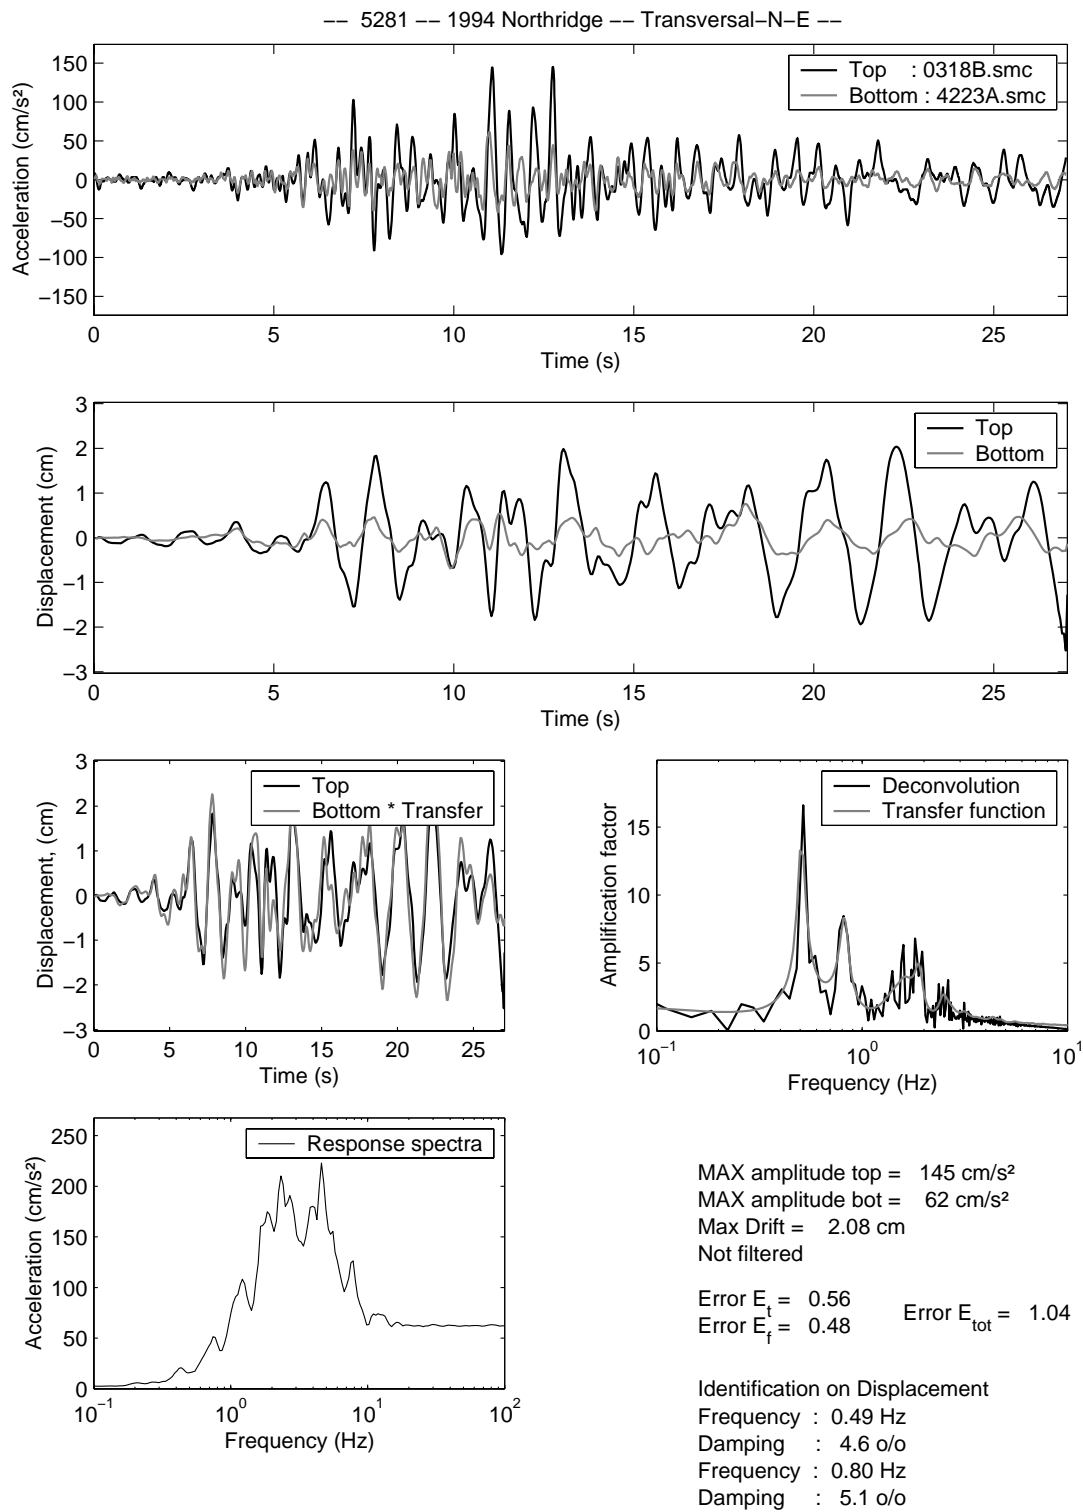 −− 5281 −− 1994 Northridge −− Transversal−N−E −−
Top : 0318B.smc
Bottom : 4223A.smc
Acceleration (cm/s²)
150
100
50
0
−50
−100
−150
0 5 10 15 20 25
Time (s)
Top
Bottom
Displacement (cm)
3
2
1
0
−1
−2
−3
0 5 10 15 20 25
Time (s)
Top
Bottom * Transfer
Displacement, (cm)
3
2
1
0
−1
−2
−3
0 5 10 15 20 25
Time (s)
Deconvolution
Transfer function
Amplification factor
15
10
5
0
10⁻¹ 10⁰ 10¹
Frequency (Hz)
Response spectra
Acceleration (cm/s²)
250
200
150
100
50
0
10⁻¹ 10⁰ 10¹ 10²
Frequency (Hz)
MAX amplitude top = 145 cm/s²
MAX amplitude bot = 62 cm/s²
Max Drift = 2.08 cm
Not filtered
Error E_t = 0.56
Error E_f = 0.48
Error E_tot = 1.04
Identification on Displacement
Frequency : 0.49 Hz
Damping : 4.6 o/o
Frequency : 0.80 Hz
Damping : 5.1 o/o